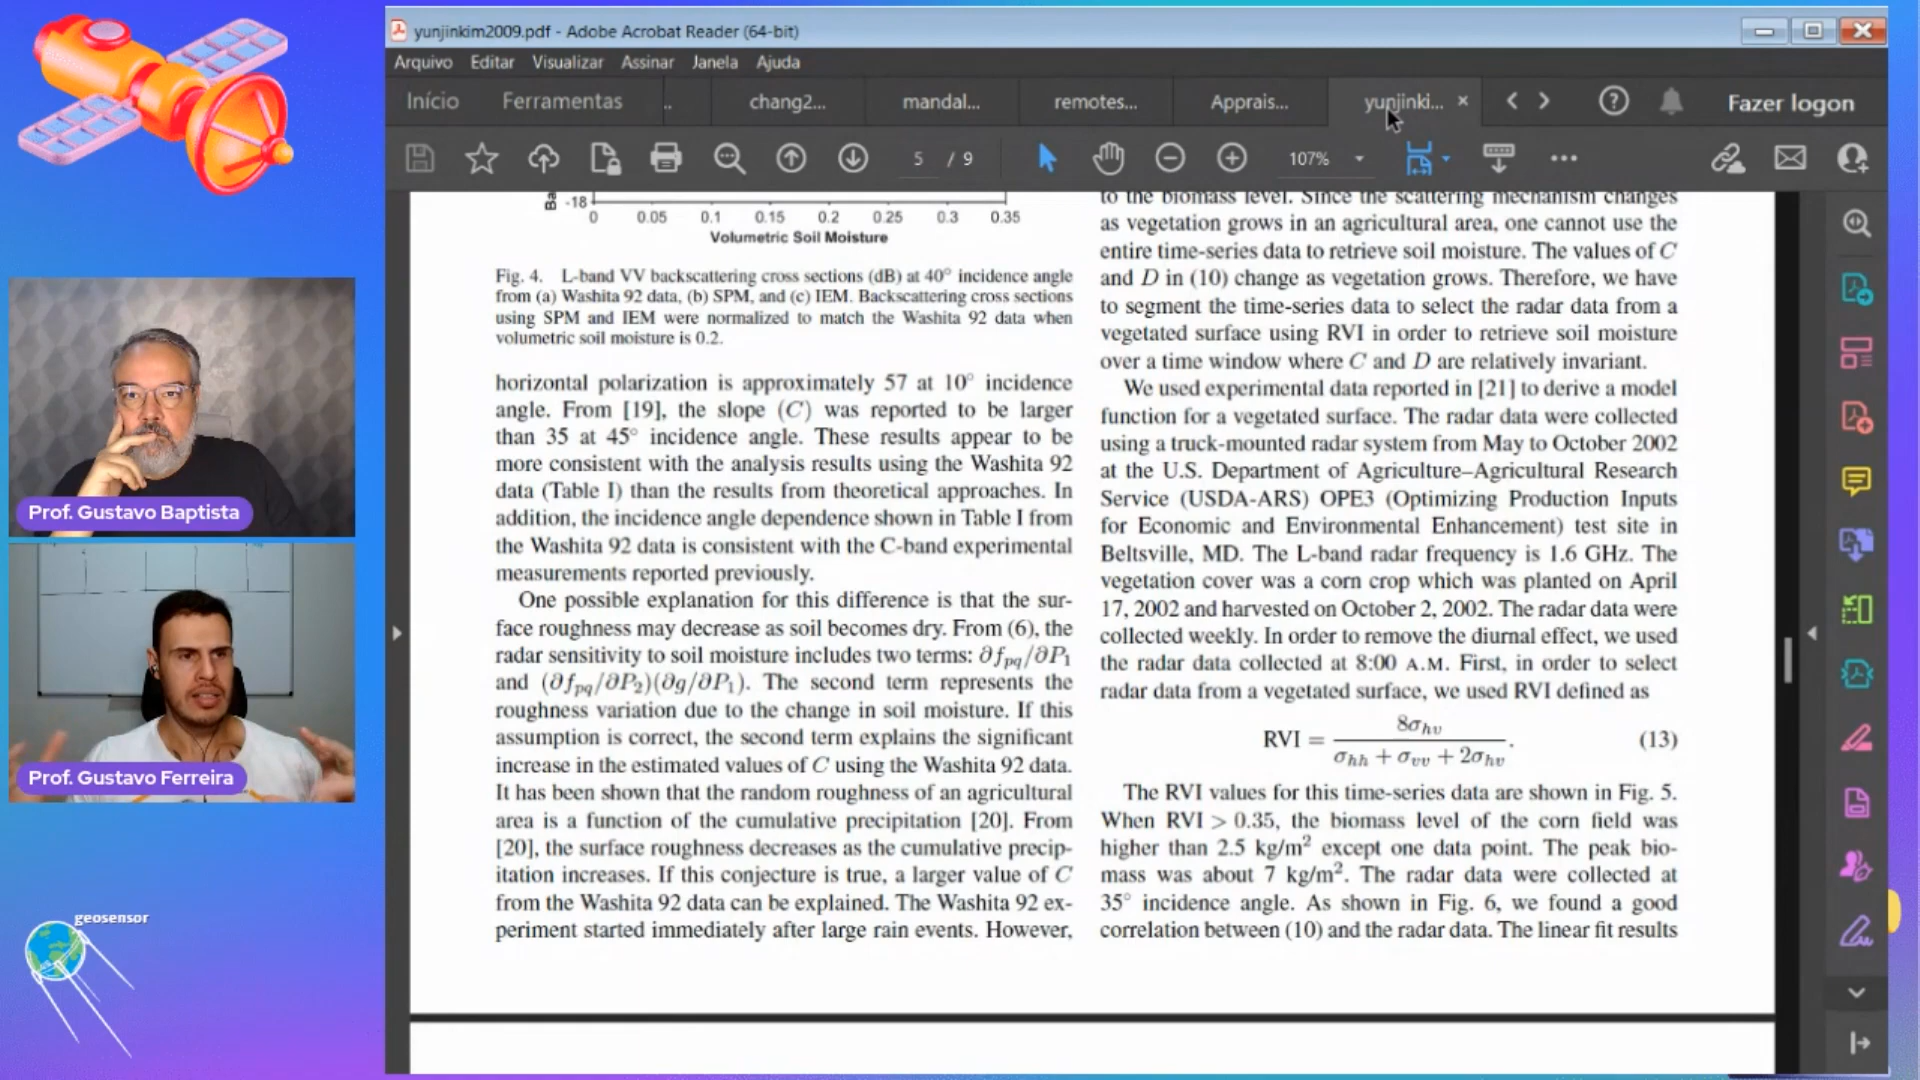 yunjinkim2009.pdf - Adobe Acrobat Reader (64-bit)
Arquivo Editar Visualizar Assinar Janela Ajuda
Início Ferramentas .. chang2... mandal... remotes... Apprais... yunjinki... × Fazer logon
5 / 9 107%
Ba
-18
0 0.05 0.1 0.15 0.2 0.25 0.3 0.35
Volumetric Soil Moisture
Fig. 4. L-band VV backscattering cross sections (dB) at 40° incidence angle
from (a) Washita 92 data, (b) SPM, and (c) IEM. Backscattering cross sections
using SPM and IEM were normalized to match the Washita 92 data when
volumetric soil moisture is 0.2.
horizontal polarization is approximately 57 at 10° incidence
angle. From [19], the slope (C) was reported to be larger
than 35 at 45° incidence angle. These results appear to be
more consistent with the analysis results using the Washita 92
data (Table I) than the results from theoretical approaches. In
addition, the incidence angle dependence shown in Table I from
the Washita 92 data is consistent with the C-band experimental
measurements reported previously.
One possible explanation for this difference is that the sur-
face roughness may decrease as soil becomes dry. From (6), the
radar sensitivity to soil moisture includes two terms: ∂fpq/∂P1
and (∂fpq/∂P2)(∂g/∂P1). The second term represents the
roughness variation due to the change in soil moisture. If this
assumption is correct, the second term explains the significant
increase in the estimated values of C using the Washita 92 data.
It has been shown that the random roughness of an agricultural
area is a function of the cumulative precipitation [20]. From
[20], the surface roughness decreases as the cumulative precip-
itation increases. If this conjecture is true, a larger value of C
from the Washita 92 data can be explained. The Washita 92 ex-
periment started immediately after large rain events. However,
to the biomass level. Since the scattering mechanism changes
as vegetation grows in an agricultural area, one cannot use the
entire time-series data to retrieve soil moisture. The values of C
and D in (10) change as vegetation grows. Therefore, we have
to segment the time-series data to select the radar data from a
vegetated surface using RVI in order to retrieve soil moisture
over a time window where C and D are relatively invariant.
We used experimental data reported in [21] to derive a model
function for a vegetated surface. The radar data were collected
using a truck-mounted radar system from May to October 2002
at the U.S. Department of Agriculture–Agricultural Research
Service (USDA-ARS) OPE3 (Optimizing Production Inputs
for Economic and Environmental Enhancement) test site in
Beltsville, MD. The L-band radar frequency is 1.6 GHz. The
vegetation cover was a corn crop which was planted on April
17, 2002 and harvested on October 2, 2002. The radar data were
collected weekly. In order to remove the diurnal effect, we used
the radar data collected at 8:00 A.M. First, in order to select
radar data from a vegetated surface, we used RVI defined as
RVI = 8σhv / (σhh + σvv + 2σhv). (13)
The RVI values for this time-series data are shown in Fig. 5.
When RVI > 0.35, the biomass level of the corn field was
higher than 2.5 kg/m² except one data point. The peak bio-
mass was about 7 kg/m². The radar data were collected at
35° incidence angle. As shown in Fig. 6, we found a good
correlation between (10) and the radar data. The linear fit results
Prof. Gustavo Baptista
Prof. Gustavo Ferreira
geosensor